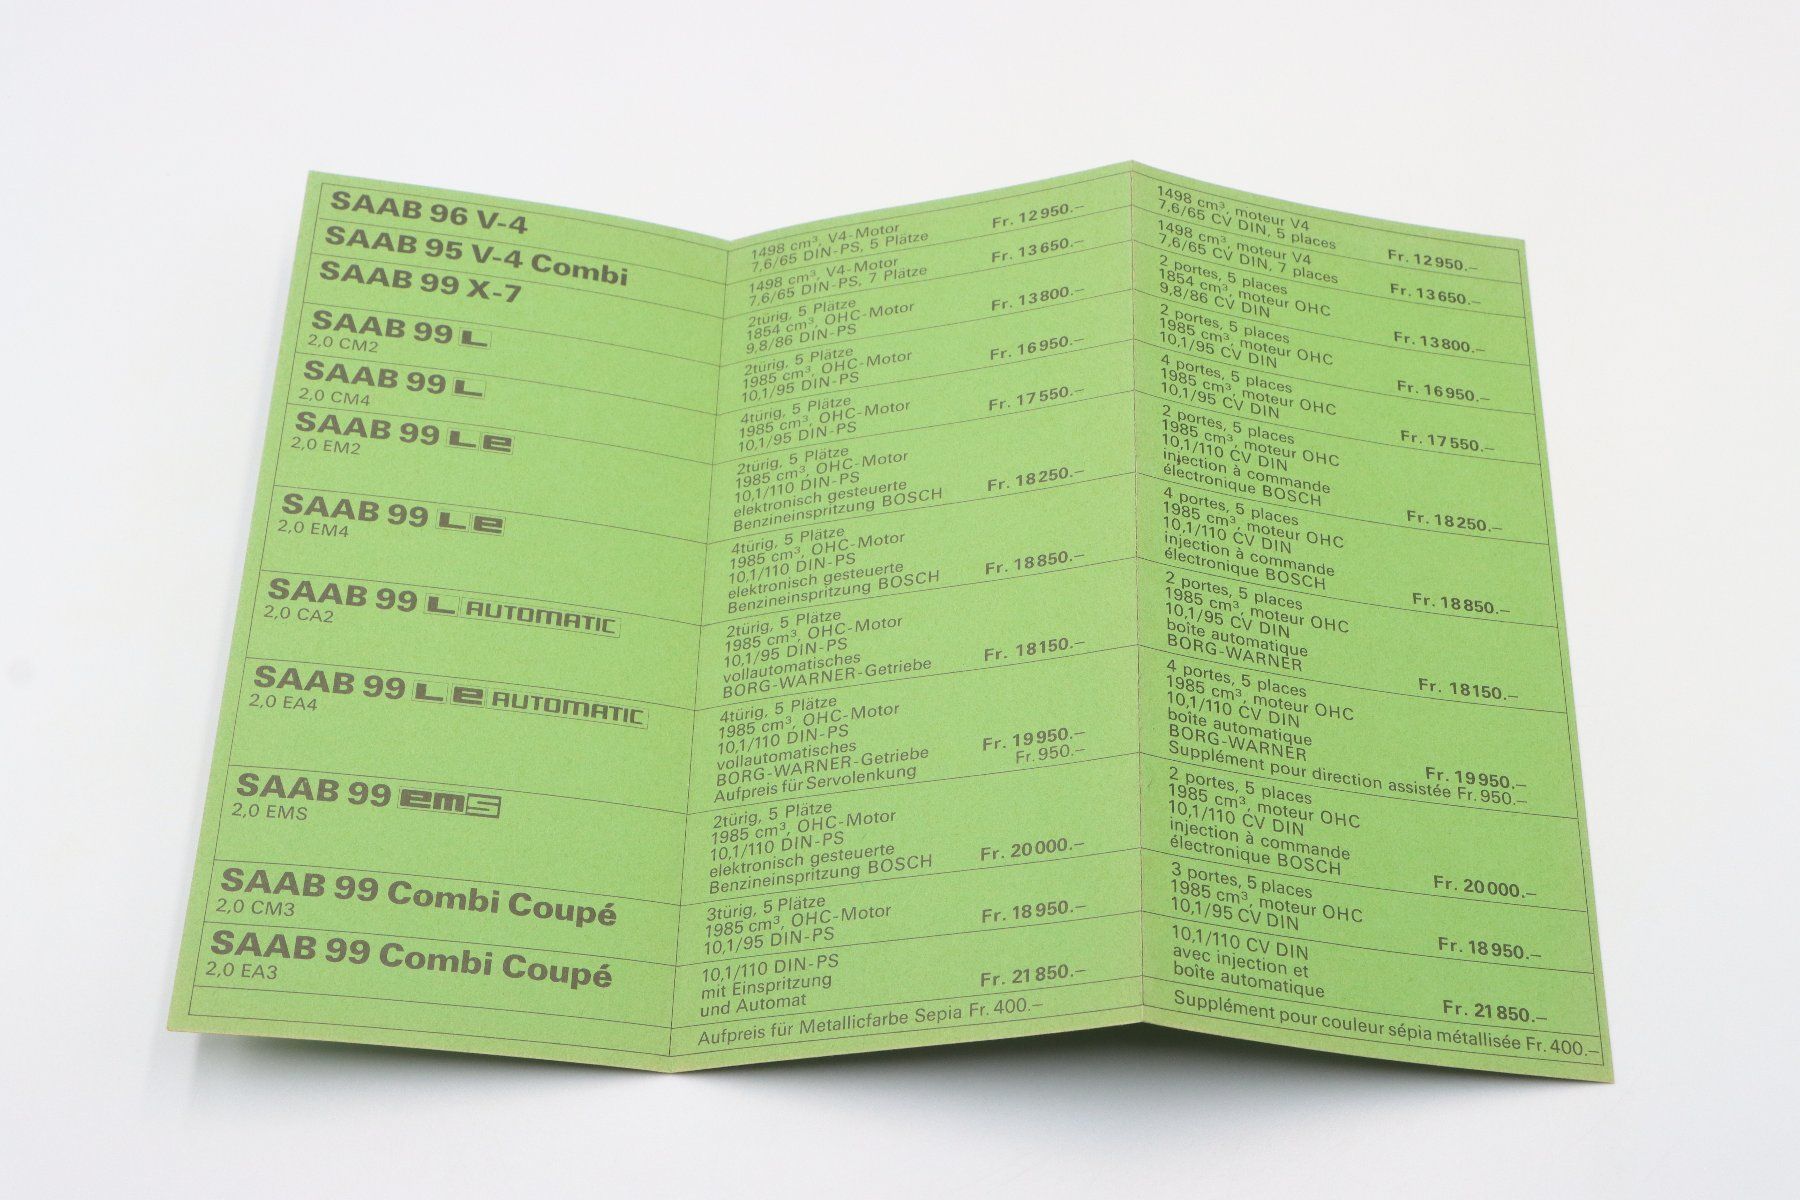 SAAB 96 V-4
SAAB 95 V-4 Combi
SAAB 99 X-7
SAAB 99 L
2,0 CM2
SAAB 99 L
2,0 CM4
SAAB 99 L e
2,0 EM2
SAAB 99 L e
2,0 EM4
SAAB 99 L AUTOMATIC
2,0 CA2
SAAB 99 L e AUTOMATIC
2,0 EA4
SAAB 99 emS
2,0 EMS
SAAB 99 Combi Coupé
2,0 CM3
SAAB 99 Combi Coupé
2,0 EA3
1498 cm³, V4-Motor
7,6/65 DIN-PS, 5 Plätze Fr. 12950.–
1498 cm³, V4-Motor
7,6/65 DIN-PS, 7 Plätze Fr. 13650.–
2türig, 5 Plätze
1854 cm³, OHC-Motor
9,8/86 DIN-PS Fr. 13800.–
2türig, 5 Plätze
1985 cm³, OHC-Motor
10,1/95 DIN-PS Fr. 16950.–
4türig, 5 Plätze
1985 cm³, OHC-Motor
10,1/95 DIN-PS Fr. 17550.–
2türig, 5 Plätze
1985 cm³, OHC-Motor
10,1/110 DIN-PS
elektronisch gesteuerte
Benzineinspritzung BOSCH Fr. 18250.–
4türig, 5 Plätze
1985 cm³, OHC-Motor
10,1/110 DIN-PS
elektronisch gesteuerte
Benzineinspritzung BOSCH Fr. 18850.–
2türig, 5 Plätze
1985 cm³, OHC-Motor
10,1/95 DIN-PS
vollautomatisches
BORG-WARNER-Getriebe Fr. 18150.–
4türig, 5 Plätze
1985 cm³, OHC-Motor
10,1/110 DIN-PS
vollautomatisches
BORG-WARNER-Getriebe Fr. 19950.–
Aufpreis für Servolenkung Fr. 950.–
2türig, 5 Plätze
1985 cm³, OHC-Motor
10,1/110 DIN-PS
elektronisch gesteuerte
Benzineinspritzung BOSCH Fr. 20000.–
3türig, 5 Plätze
1985 cm³, OHC-Motor
10,1/95 DIN-PS Fr. 18950.–
10,1/110 DIN-PS
mit Einspritzung
und Automat Fr. 21850.–
Aufpreis für Metallicfarbe Sepia Fr. 400.–
1498 cm³, moteur V4
7,6/65 CV DIN, 5 places Fr. 12950.–
1498 cm³, moteur V4
7,6/65 CV DIN, 7 places Fr. 13650.–
2 portes, 5 places
1854 cm³, moteur OHC
9,8/86 CV DIN Fr. 13800.–
2 portes, 5 places
1985 cm³, moteur OHC
10,1/95 CV DIN Fr. 16950.–
4 portes, 5 places
1985 cm³, moteur OHC
10,1/95 CV DIN Fr. 17550.–
2 portes, 5 places
1985 cm³, moteur OHC
10,1/110 CV DIN
injection à commande
électronique BOSCH Fr. 18250.–
4 portes, 5 places
1985 cm³, moteur OHC
10,1/110 CV DIN
injection à commande
électronique BOSCH Fr. 18850.–
2 portes, 5 places
1985 cm³, moteur OHC
10,1/95 CV DIN
boîte automatique
BORG-WARNER Fr. 18150.–
4 portes, 5 places
1985 cm³, moteur OHC
10,1/110 CV DIN
boîte automatique
BORG-WARNER Fr. 19950.–
Supplément pour direction assistée Fr. 950.–
2 portes, 5 places
1985 cm³, moteur OHC
10,1/110 CV DIN
injection à commande
électronique BOSCH Fr. 20000.–
3 portes, 5 places
1985 cm³, moteur OHC
10,1/95 CV DIN Fr. 18950.–
10,1/110 CV DIN
avec injection et
boîte automatique Fr. 21850.–
Supplément pour couleur sépia métallisée Fr. 400.–